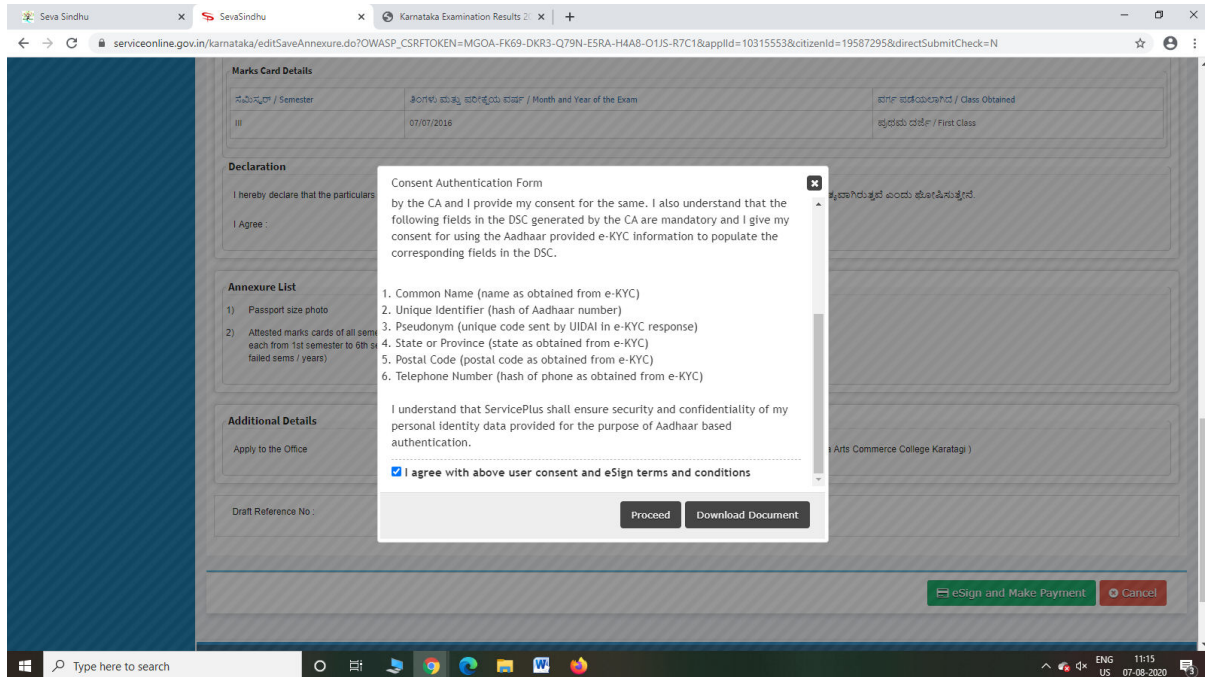 Seva Sindhu
SevaSindhu
Karnataka Examination Results 20
serviceonline.gov.in/karnataka/editSaveAnnexure.do?OWASP_CSRFTOKEN=MGOA-FK69-DKR3-Q79N-E5RA-H4A8-O1JS-R7C1&applId=10315553&citizenId=19587295&directSubmitCheck=N
Marks Card Details
ಸೆಮಿಸ್ಟರ್ / Semester ತಿಂಗಳು ಮತ್ತು ಪರೀಕ್ಷೆಯ ವರ್ಷ / Month and Year of the Exam ವರ್ಗ ಪಡೆಯಲಾಗಿದೆ / Class Obtained
III 07/07/2016 ಪ್ರಥಮ ದರ್ಜೆ / First Class
Declaration
I hereby declare that the particulars ಎಂದು ಘೋಷಿಸುತ್ತೇನೆ.
I Agree :
Consent Authentication Form
by the CA and I provide my consent for the same. I also understand that the
following fields in the DSC generated by the CA are mandatory and I give my
consent for using the Aadhaar provided e-KYC information to populate the
corresponding fields in the DSC.
1. Common Name (name as obtained from e-KYC)
2. Unique Identifier (hash of Aadhaar number)
3. Pseudonym (unique code sent by UIDAI in e-KYC response)
4. State or Province (state as obtained from e-KYC)
5. Postal Code (postal code as obtained from e-KYC)
6. Telephone Number (hash of phone as obtained from e-KYC)
I understand that ServicePlus shall ensure security and confidentiality of my
personal identity data provided for the purpose of Aadhaar based
authentication.
I agree with above user consent and eSign terms and conditions
Proceed Download Document
Annexure List
1) Passport size photo
2) Attested marks cards of all seme
each from 1st semester to 6th se
failed sems / years)
Additional Details
Apply to the Office a Arts Commerce College Karatagi )
Draft Reference No :
eSign and Make Payment Cancel
Type here to search
ENG 11:15
US 07-08-2020
3